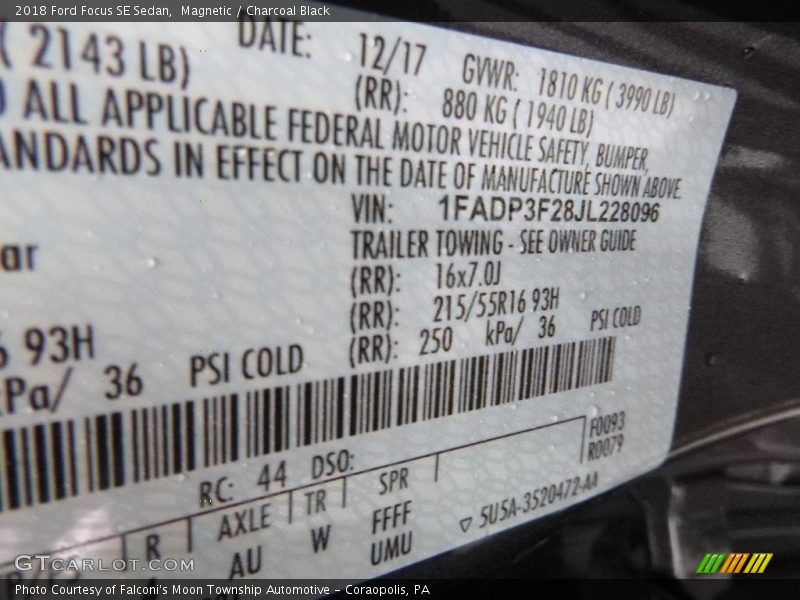 2018 Ford Focus SE Sedan, Magnetic / Charcoal Black
DATE: 12/17 GVWR: 1810 KG ( 3990 LB)
( 2143 LB) (RR): 880 KG ( 1940 LB)
ALL APPLICABLE FEDERAL MOTOR VEHICLE SAFETY, BUMPER,
ANDARDS IN EFFECT ON THE DATE OF MANUFACTURE SHOWN ABOVE.
VIN: 1FADP3F28JL228096
TRAILER TOWING - SEE OWNER GUIDE
ar (RR): 16x7.0J
(RR): 215/55R16 93H
6 93H (RR): 250 kPa/ 36 PSI COLD
kPa/ 36 PSI COLD
F0093
R0079
RC: 44 DSO:
R AXLE TR SPR
AU W FFFF
UMU
5U5A-3520472-AA
GTCARLOT.COM
Photo Courtesy of Falconi's Moon Township Automotive – Coraopolis, PA